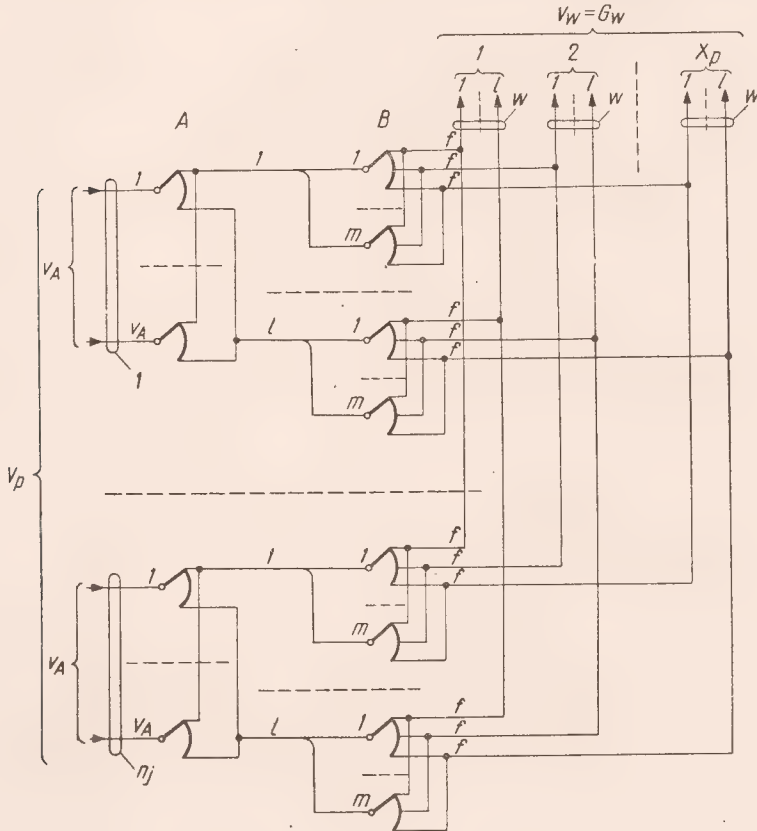 v_W = G_W
1 2 X_p
1 l W 1 l W 1 l W
A B
1 1 1 f
f
f
v_A m
1 f
v_A l f
f
1 m
v_p
1 1 1 f
f
f
v_A m
1 f
v_A l f
f
n_j m